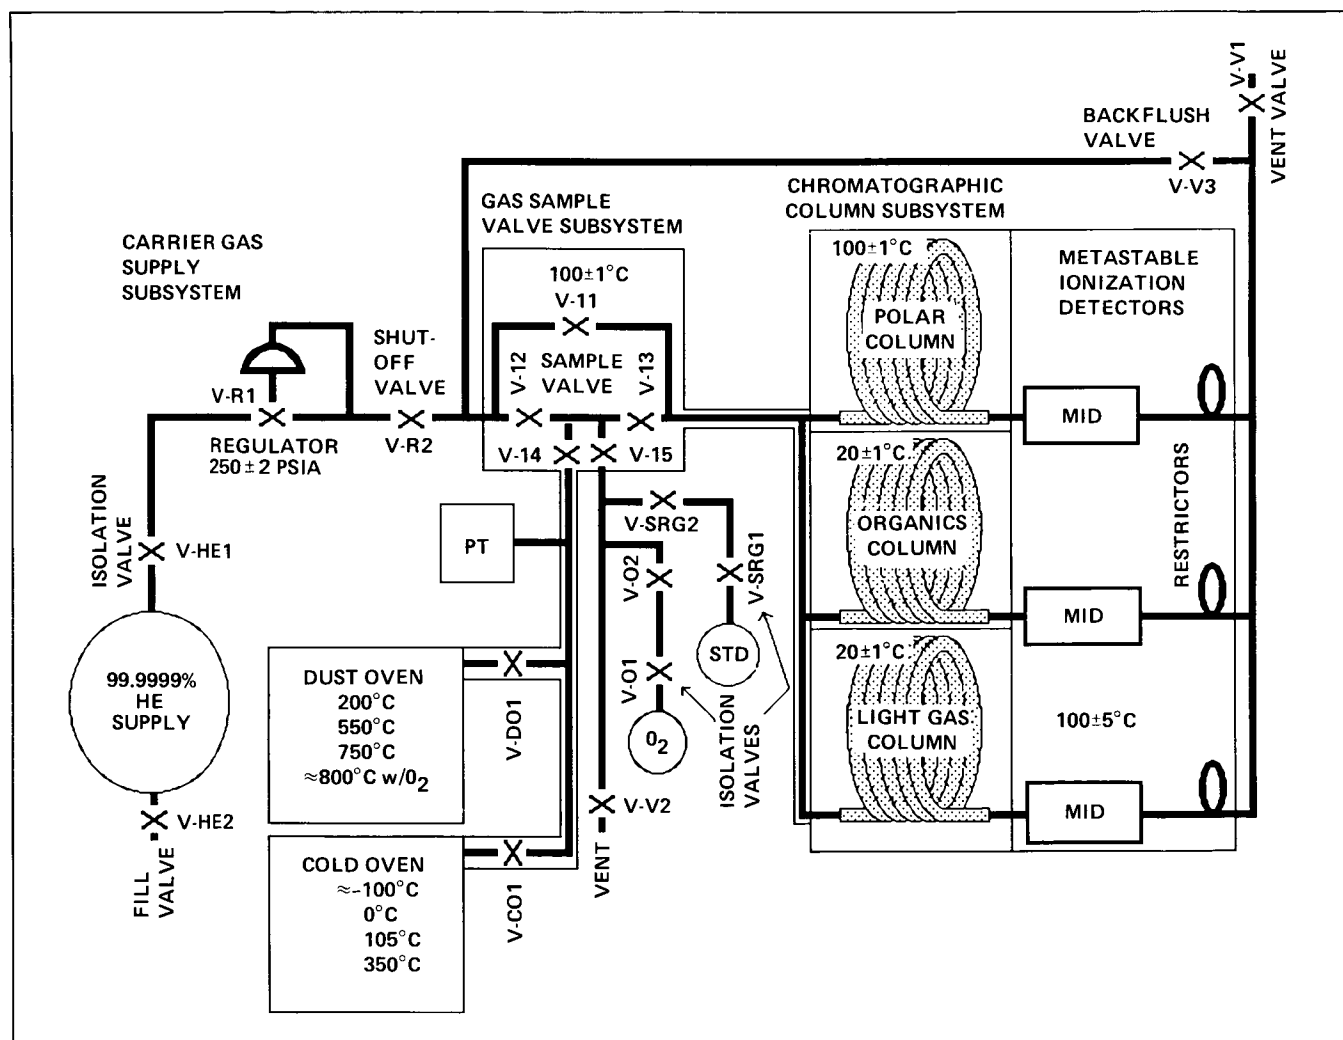 V-V1
VENT VALVE
BACKFLUSH
VALVE
V-V3
GAS SAMPLE
VALVE SUBSYSTEM
CHROMATOGRAPHIC
COLUMN SUBSYSTEM
CARRIER GAS
SUPPLY
SUBSYSTEM
100±1°C
V-11
100±1°C
POLAR
COLUMN
METASTABLE
IONIZATION
DETECTORS
SHUT-
OFF
VALVE
V-12
SAMPLE
VALVE
V-13
V-R1
REGULATOR
250 ± 2 PSIA
V-R2
V-14
V-15
MID
20±1°C
ORGANICS
COLUMN
RESTRICTORS
ISOLATION
VALVE
V-HE1
PT
V-SRG2
V-O2
V-SRG1
MID
99.9999%
HE
SUPPLY
DUST OVEN
200°C
550°C
750°C
≈800°C w/O₂
V-DO1
V-O1
STD
O₂
ISOLATION
VALVES
20±1°C
LIGHT GAS
COLUMN
100±5°C
MID
V-HE2
FILL
VALVE
COLD OVEN
≈-100°C
0°C
105°C
350°C
V-CO1
V-V2
VENT